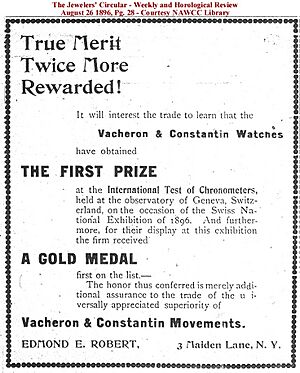 The Jewelers' Circular - Weekly and Horological Review
August 26 1896, Pg. 28 - Courtesy NAWCC Library
True Merit
Twice More
Rewarded!
It will interest the trade to learn that the
Vacheron & Constantin Watches
have obtained
THE FIRST PRIZE
at the International Test of Chronometers,
held at the observatory of Geneva, Switz-
erland, on the occasion of the Swiss Na-
tional Exhibition of 1896. And further-
more, for their display at this exhibition
the firm received
A GOLD MEDAL
first on the list.—
The honor thus conferred is merely addi-
tional assurance to the trade of the u i-
versally appreciated superiority of
Vacheron & Constantin Movements.
EDMOND E. ROBERT, 3 Maiden Lane, N. Y.